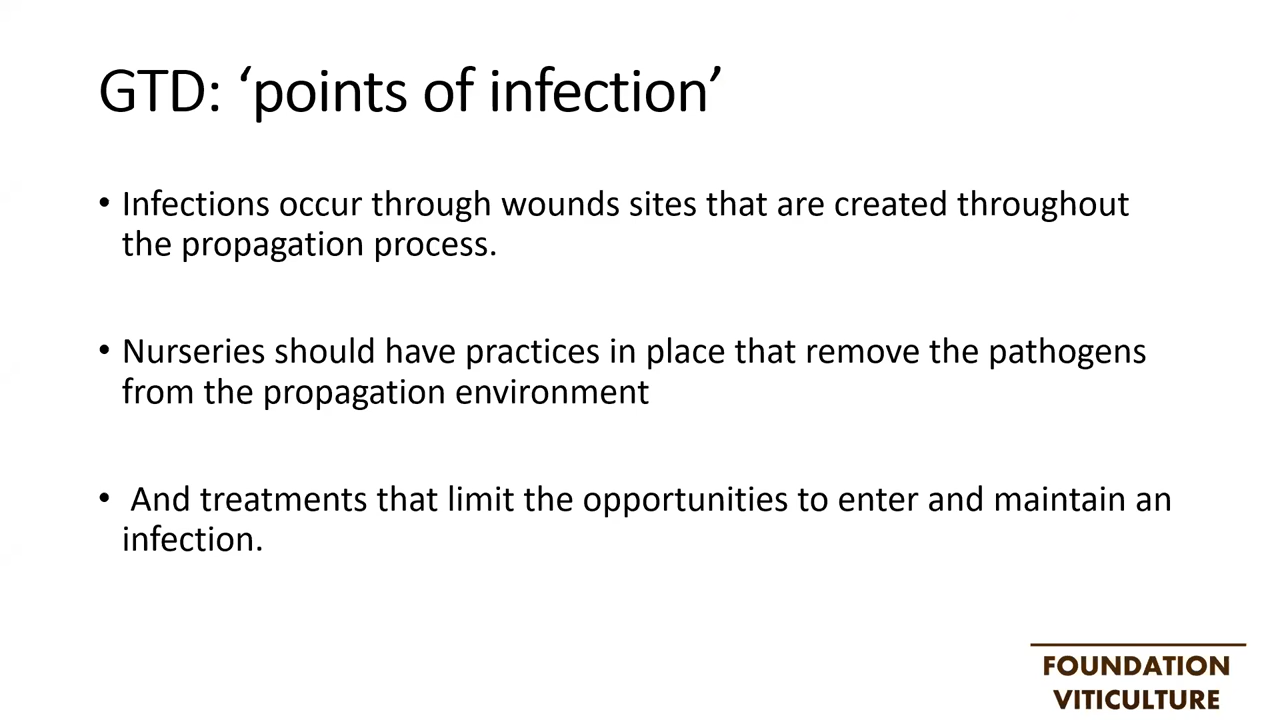 GTD: ‘points of infection’
• Infections occur through wounds sites that are created throughout
the propagation process.
• Nurseries should have practices in place that remove the pathogens
from the propagation environment
• And treatments that limit the opportunities to enter and maintain an
infection.
FOUNDATION
VITICULTURE